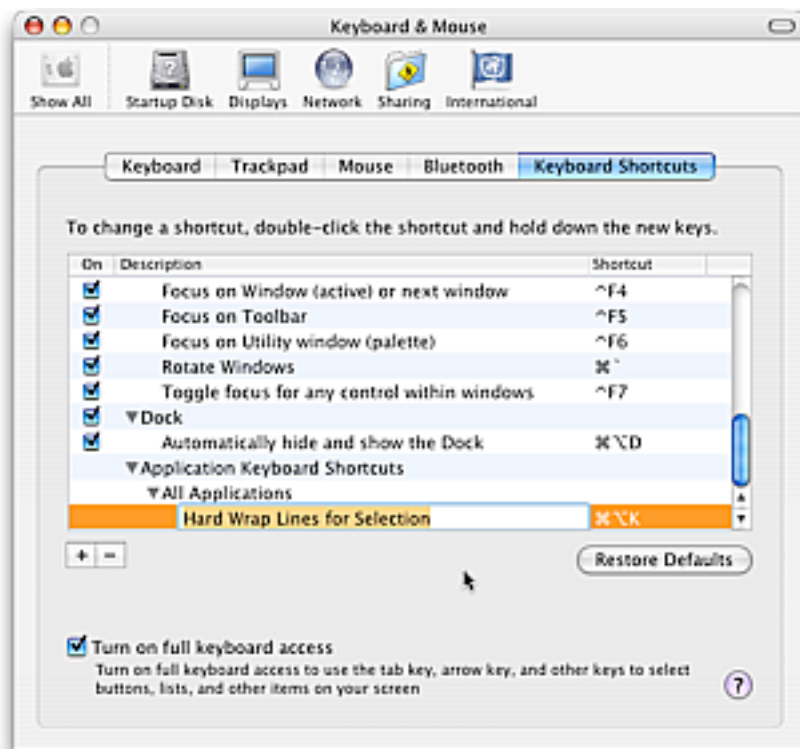 Keyboard & Mouse
Show All Startup Disk Displays Network Sharing International
Keyboard Trackpad Mouse Bluetooth Keyboard Shortcuts
To change a shortcut, double-click the shortcut and hold down the new keys.
On Description Shortcut
Focus on Window (active) or next window ^F4
Focus on Toolbar ^F5
Focus on Utility window (palette) ^F6
Rotate Windows ⌘`
Toggle focus for any control within windows ^F7
▼Dock
Automatically hide and show the Dock ⌘⌥D
▼Application Keyboard Shortcuts
▼All Applications
Hard Wrap Lines for Selection ⌘⌥K
+ −
Restore Defaults
Turn on full keyboard access
Turn on full keyboard access to use the tab key, arrow key, and other keys to select
buttons, lists, and other items on your screen
?